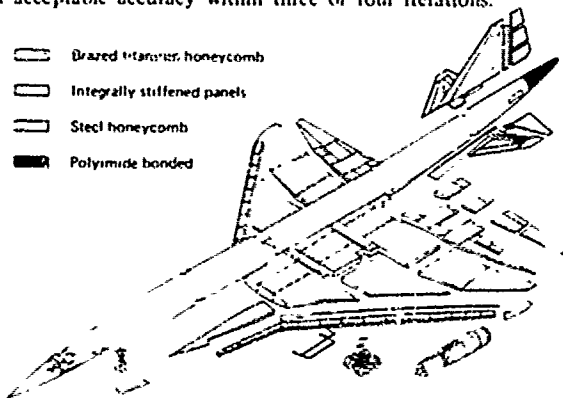 acceptable accuracy within three or four iterations.
Brazed titanium honeycomb
Integrally stiffened panels
Steel honeycomb
Polyimide bonded